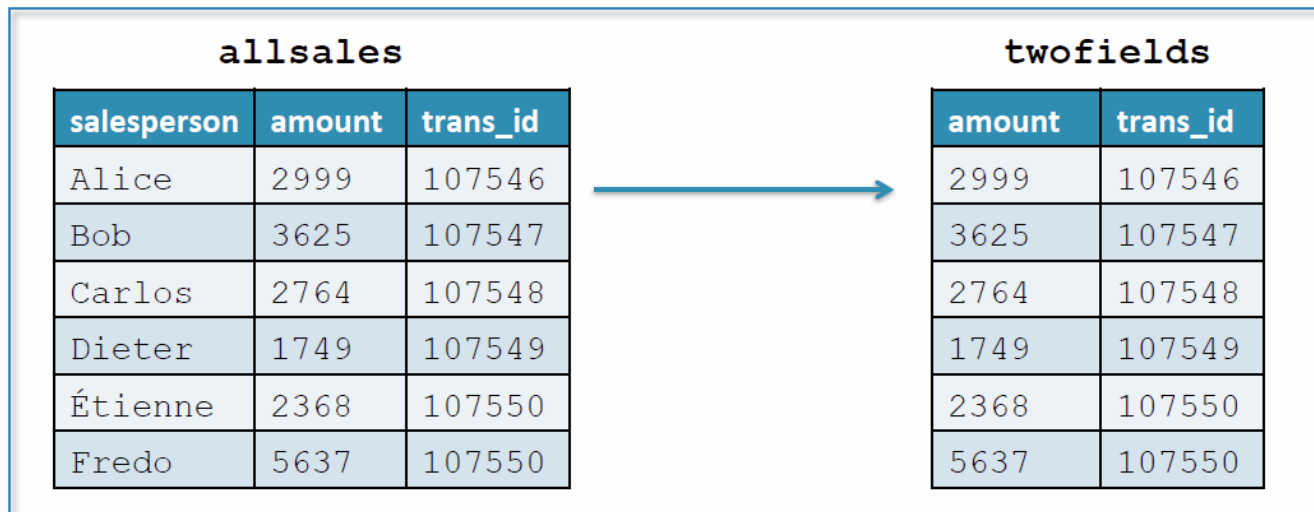 allsales twofields
salesperson amount trans_id amount trans_id
Alice 2999 107546 2999 107546
Bob 3625 107547 3625 107547
Carlos 2764 107548 2764 107548
Dieter 1749 107549 1749 107549
Étienne 2368 107550 2368 107550
Fredo 5637 107550 5637 107550